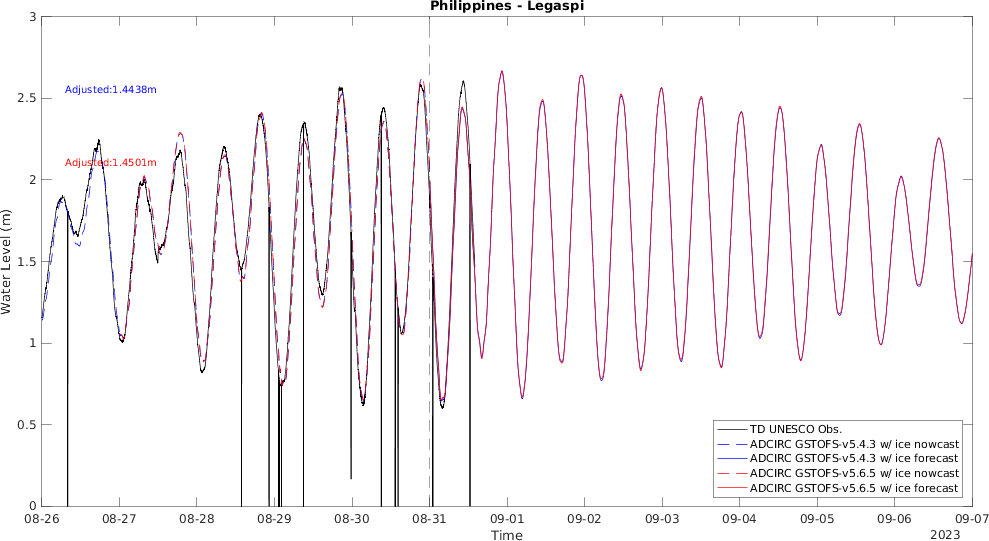 Philippines - Legaspi
3
2.5
2
1.5
1
0.5
0
Water Level (m)
Adjusted:1.4438m
Adjusted:1.4501m
TD UNESCO Obs.
ADCIRC GSTOFS-v5.4.3 w/ ice nowcast
ADCIRC GSTOFS-v5.4.3 w/ ice forecast
ADCIRC GSTOFS-v5.6.5 w/ ice nowcast
ADCIRC GSTOFS-v5.6.5 w/ ice forecast
08-26 08-27 08-28 08-29 08-30 08-31 09-01 09-02 09-03 09-04 09-05 09-06 09-07
Time
2023